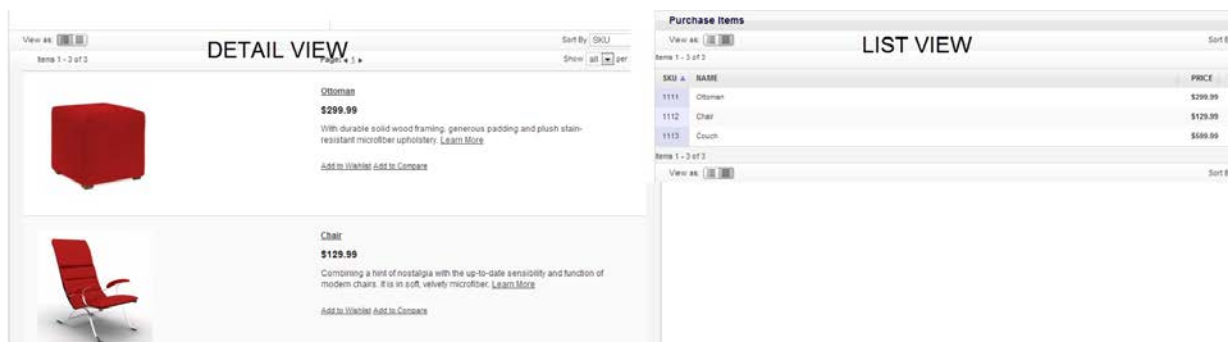 View as:
Sort By SKU
DETAIL VIEW
Items 1 - 3 of 3
Show all per
Ottoman
$299.99
With durable solid wood framing, generous padding and plush stain-
resistant microfiber upholstery. Learn More
Add to Wishlist Add to Compare
Chair
$129.99
Combining a hint of nostalgia with the up-to-date sensibility and function of
modern chairs. It is in soft, velvety microfiber. Learn More
Add to Wishlist Add to Compare
Purchase Items
View as:
Sort B
LIST VIEW
Items 1 - 3 of 3
SKU NAME PRICE
1111 Ottoman $299.99
1112 Chair $129.99
1113 Couch $599.99
Items 1 - 3 of 3
View as:
Sort B